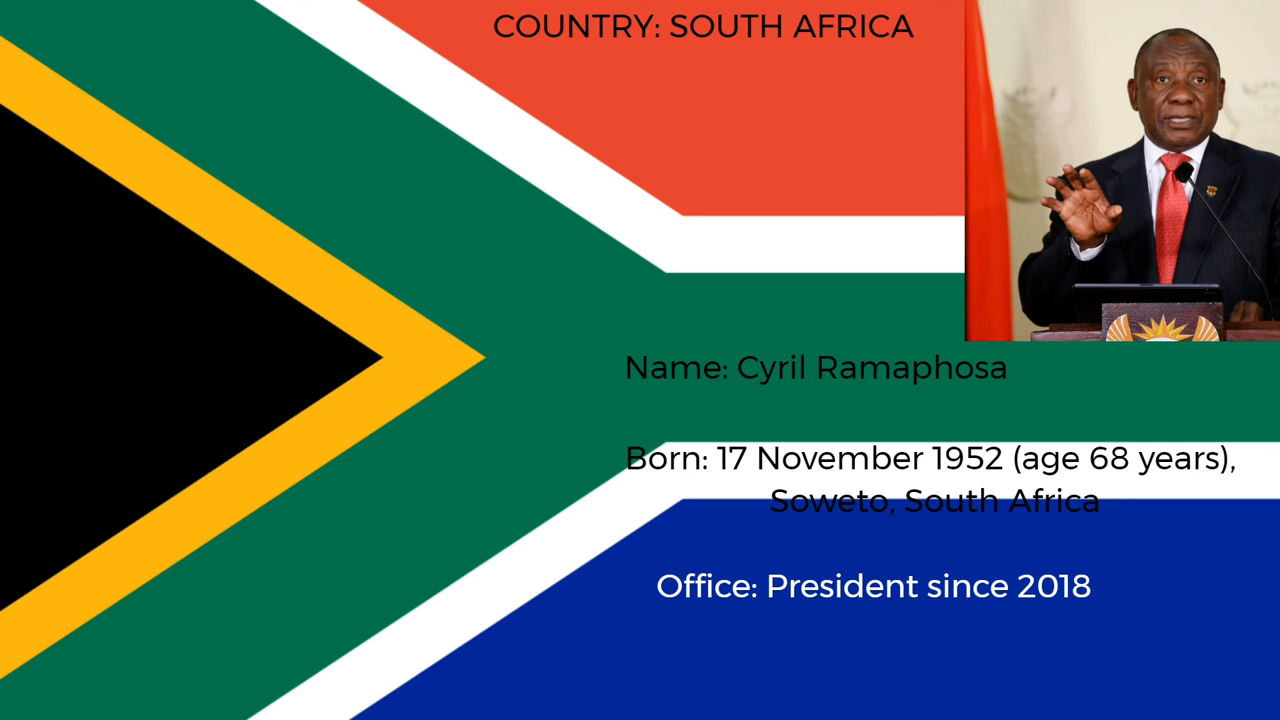 COUNTRY: SOUTH AFRICA
Name: Cyril Ramaphosa
Born: 17 November 1952 (age 68 years),
Soweto, South Africa
Office: President since 2018